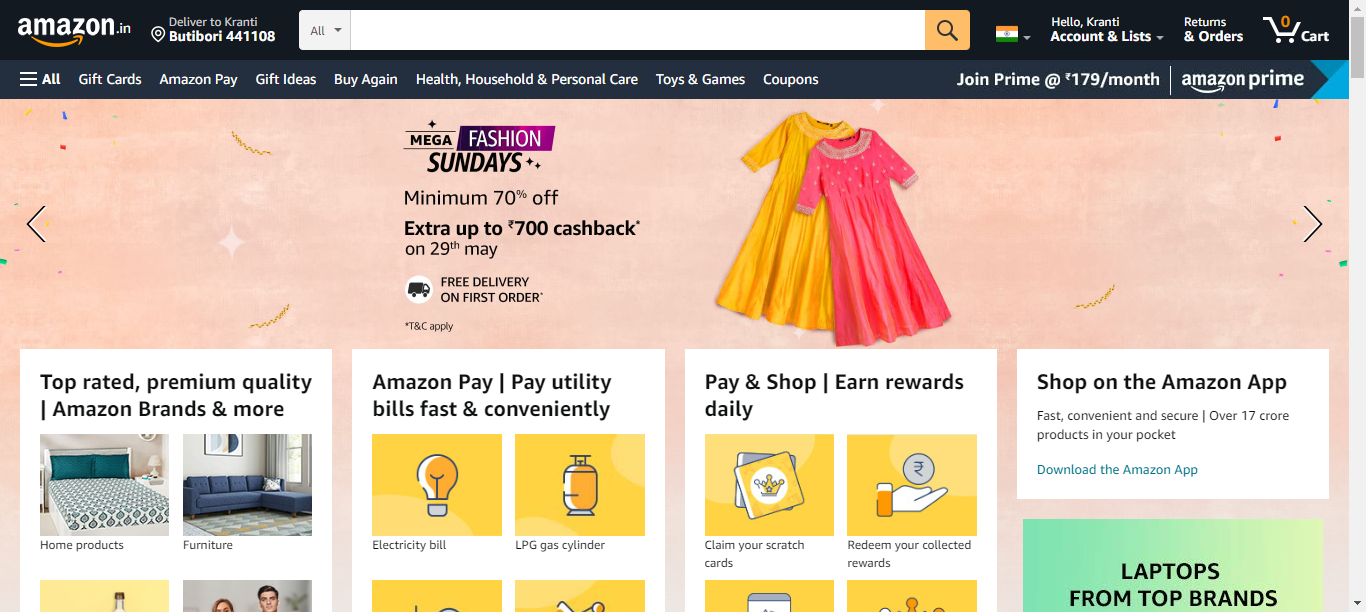 amazon.in
Deliver to Kranti
Butibori 441108
All
Hello, Kranti
Account & Lists
Returns
& Orders
0
Cart
All
Gift Cards
Amazon Pay
Gift Ideas
Buy Again
Health, Household & Personal Care
Toys & Games
Coupons
Join Prime @ ₹179/month
amazon prime
MEGA FASHION
SUNDAYS
Minimum 70% off
Extra up to ₹700 cashback*
on 29th may
FREE DELIVERY
ON FIRST ORDER*
*T&C apply
Top rated, premium quality
| Amazon Brands & more
Home products
Furniture
Amazon Pay | Pay utility
bills fast & conveniently
Electricity bill
LPG gas cylinder
Pay & Shop | Earn rewards
daily
₹
Claim your scratch
cards
Redeem your collected
rewards
Shop on the Amazon App
Fast, convenient and secure | Over 17 crore
products in your pocket
Download the Amazon App
LAPTOPS
FROM TOP BRANDS